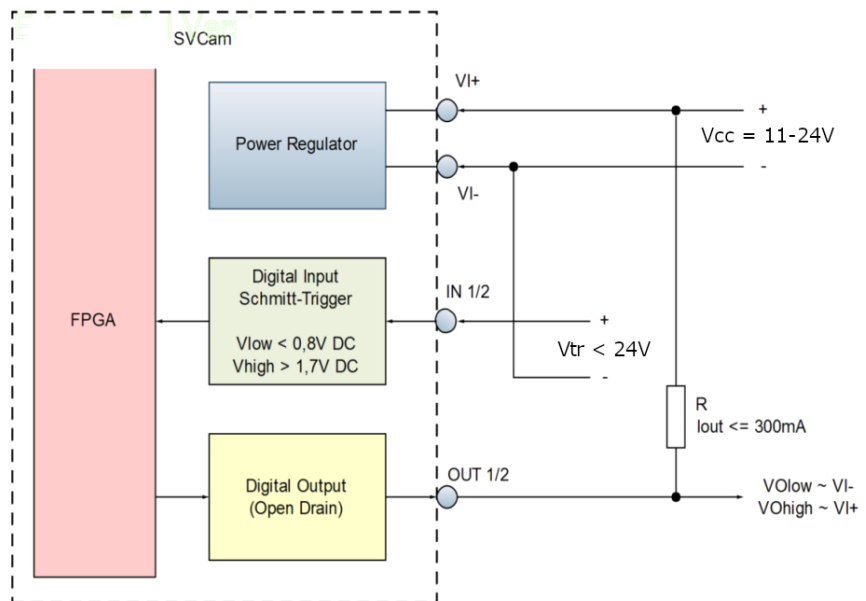 SVCam
VI+
+
Power Regulator
Vcc = 11-24V
-
VI-
Digital Input
Schmitt-Trigger
IN 1/2
FPGA
+
Vlow < 0,8V DC
Vhigh > 1,7V DC
Vtr < 24V
-
R
Iout <= 300mA
OUT 1/2
Digital Output
(Open Drain)
VOlow ~ VI-
VOhigh ~ VI+